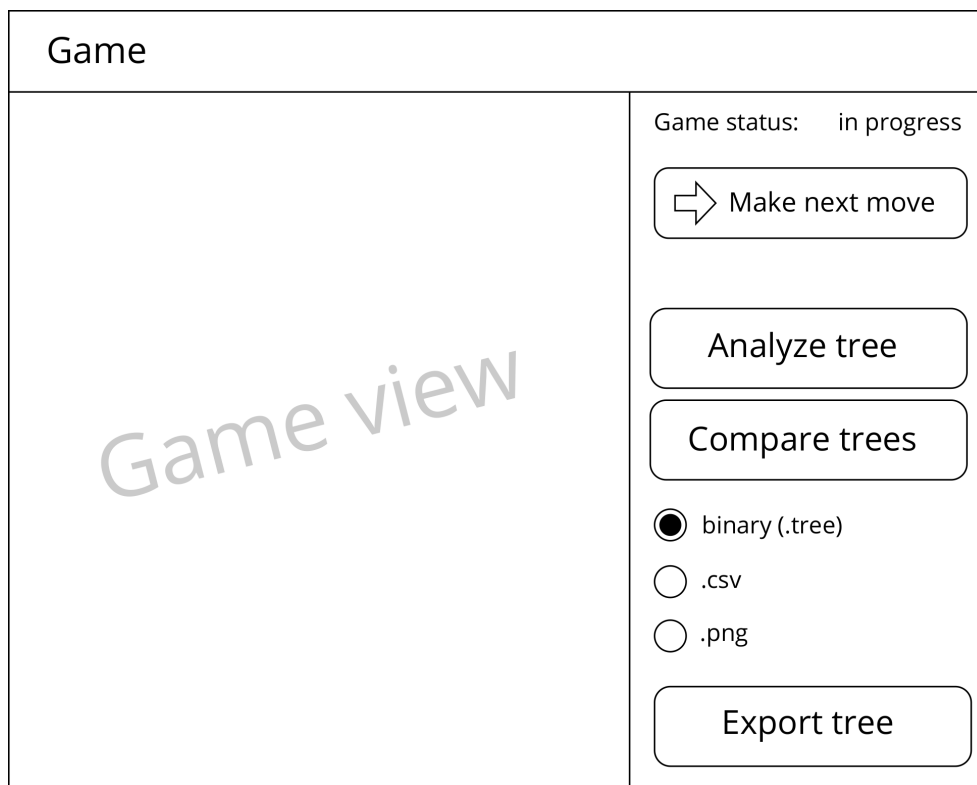 Game
Game status: in progress
Make next move
Game view
Analyze tree
Compare trees
binary (.tree)
.csv
.png
Export tree